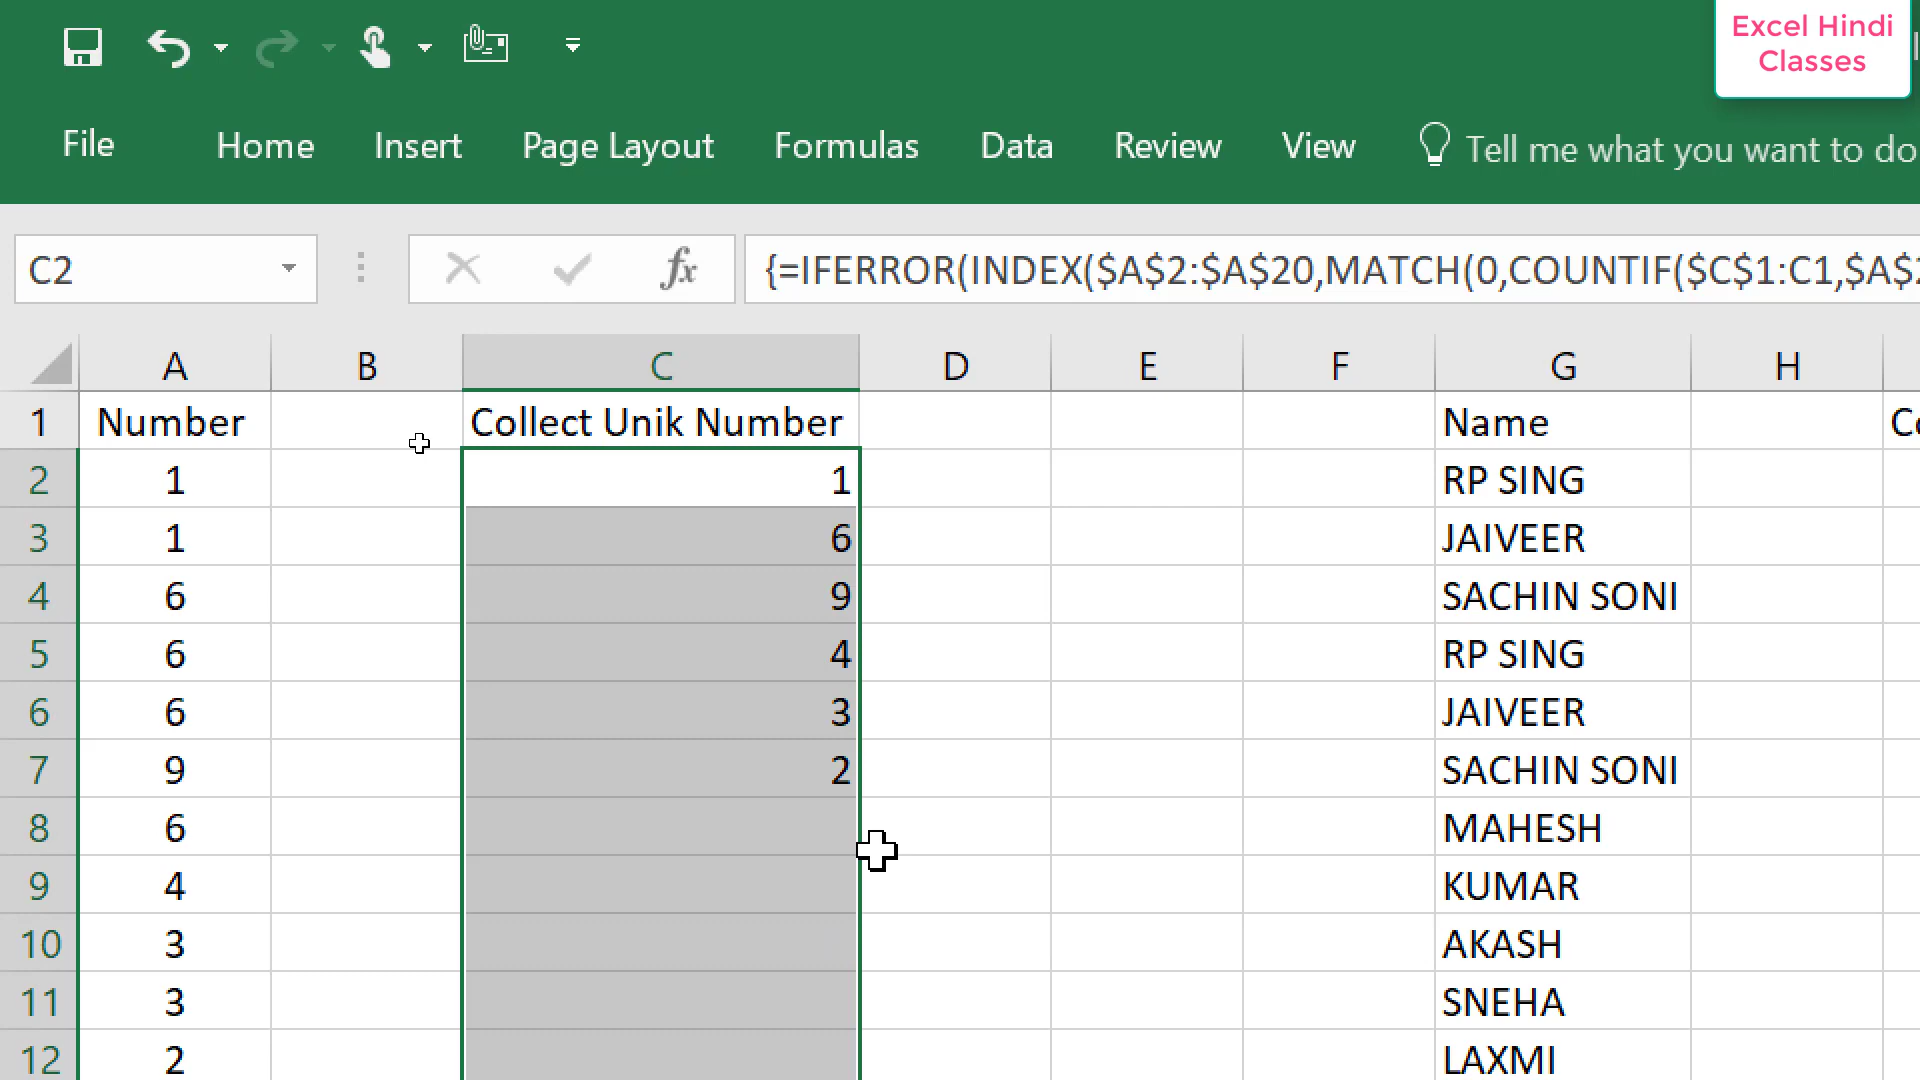 Excel Hindi
Classes
File Home Insert Page Layout Formulas Data Review View Tell me what you want to do
C2 fx {=IFERROR(INDEX($A$2:$A$20,MATCH(0,COUNTIF($C$1:C1,$A$2
A B C D E F G H
1 Number Collect Unik Number Name Co
2 1 1 RP SING
3 1 6 JAIVEER
4 6 9 SACHIN SONI
5 6 4 RP SING
6 6 3 JAIVEER
7 9 2 SACHIN SONI
8 6 MAHESH
9 4 KUMAR
10 3 AKASH
11 3 SNEHA
12 2 LAXMI